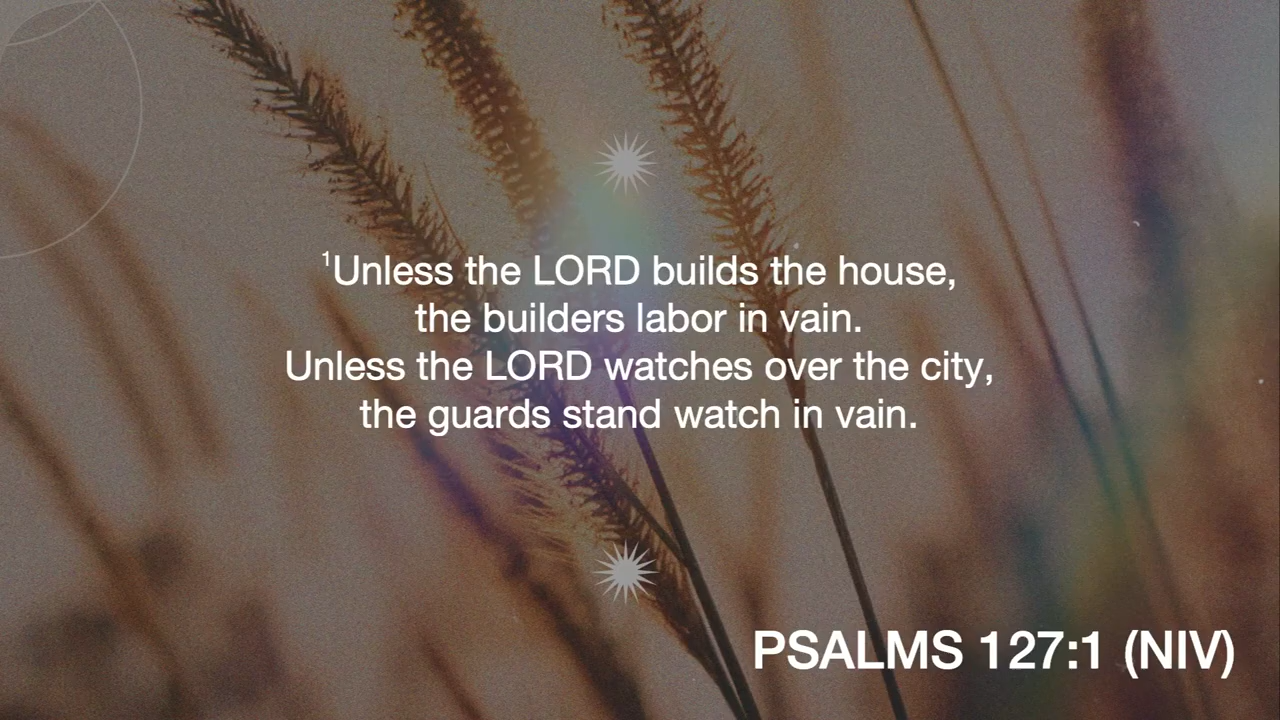 ¹Unless the LORD builds the house,
the builders labor in vain.
Unless the LORD watches over the city,
the guards stand watch in vain.
PSALMS 127:1 (NIV)